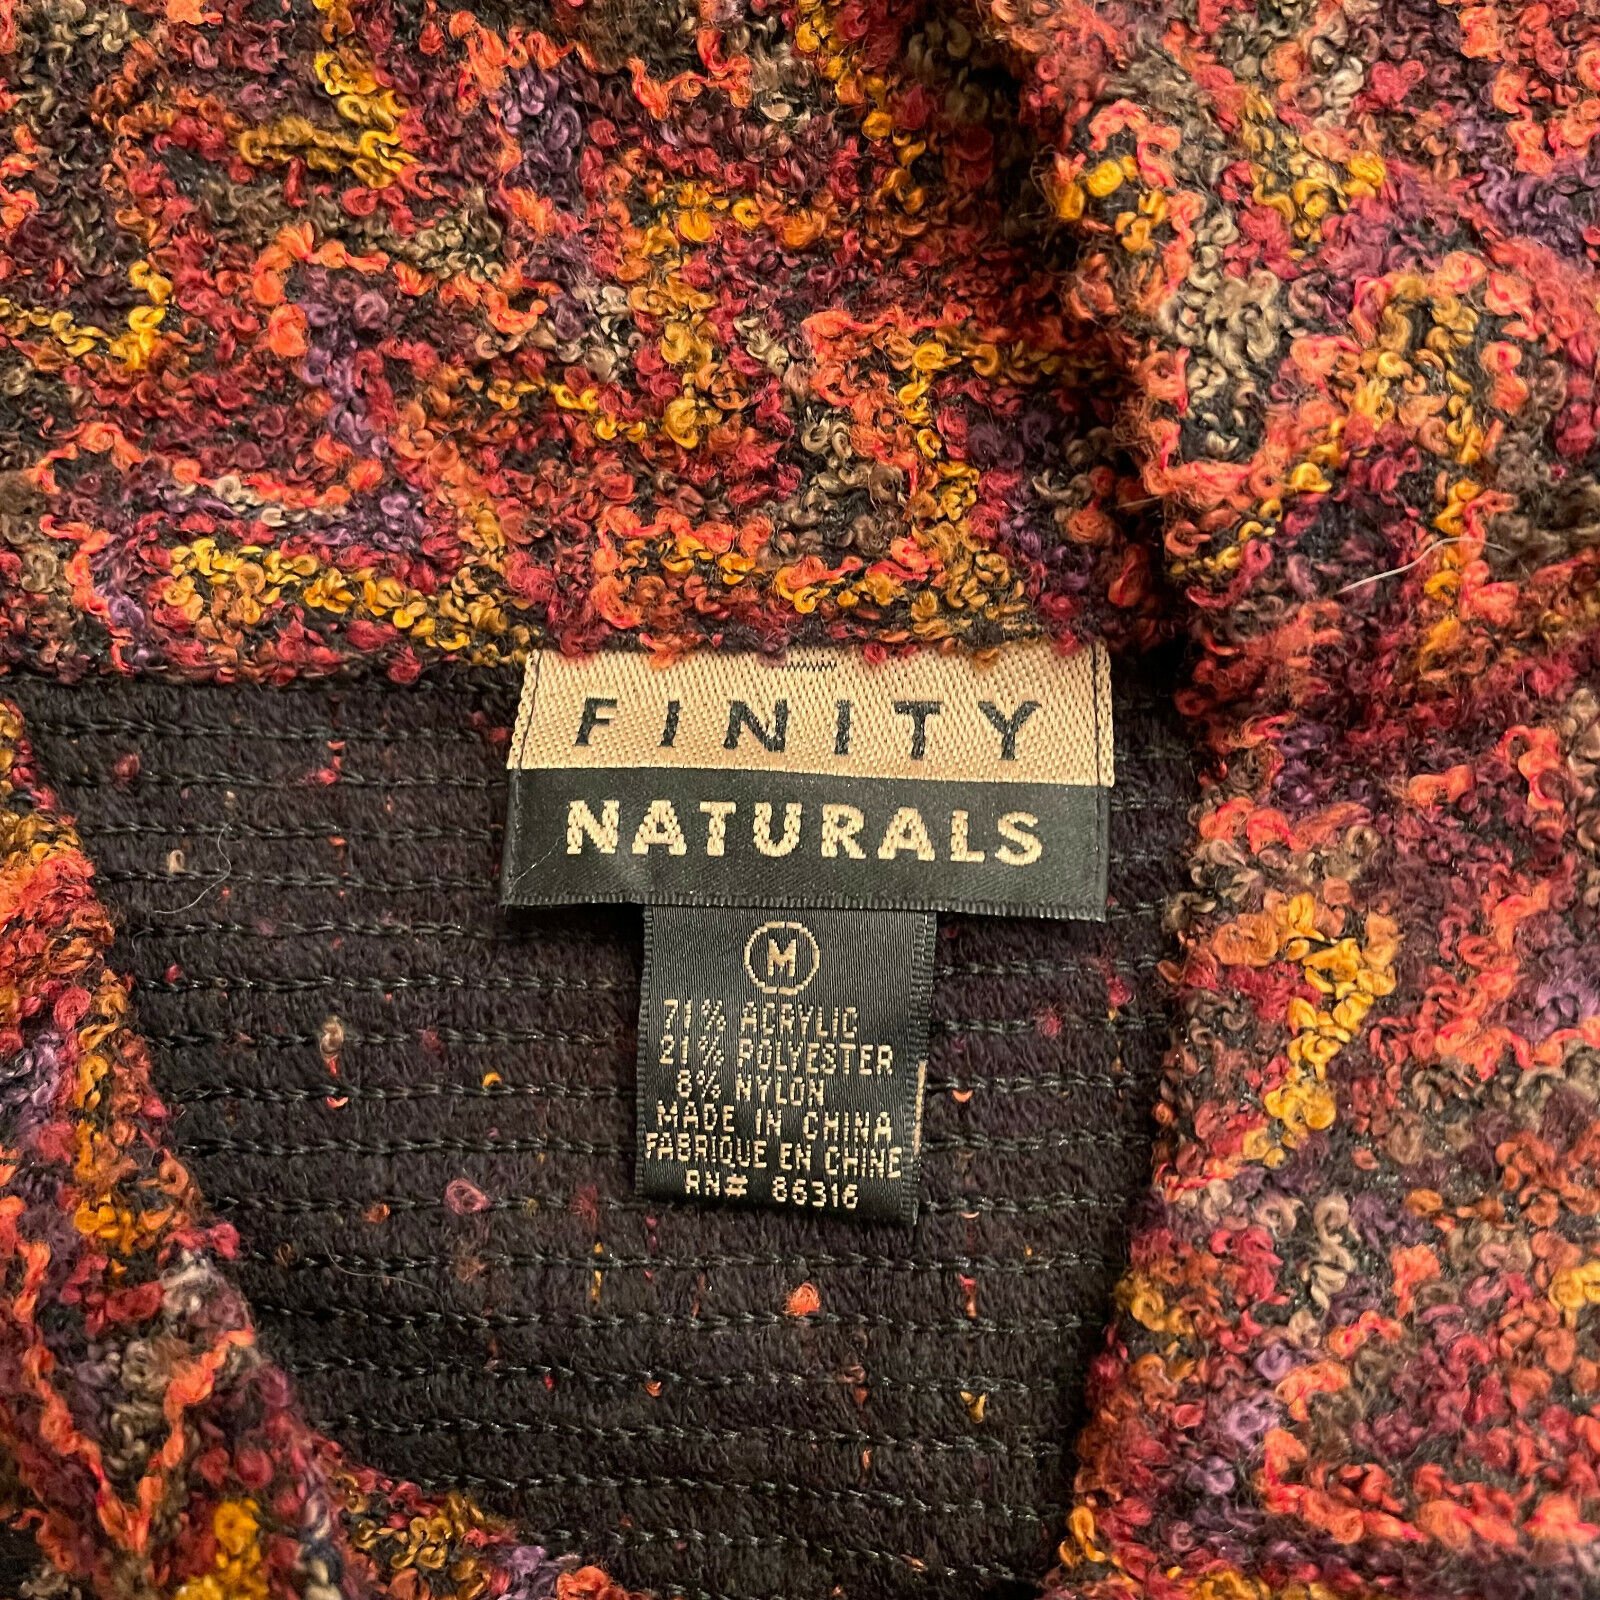 FINITY
NATURALS
M
71% ACRYLIC
21% POLYESTER
8% NYLON
MADE IN CHINA
FABRIQUE EN CHINE
RN# 86316